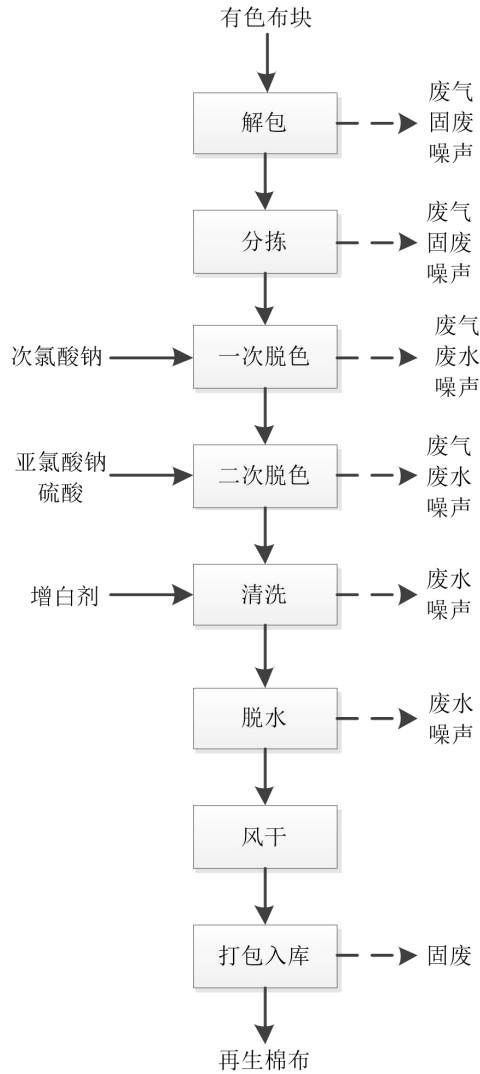 有色布块
解包
废气
固废
噪声
分拣
废气
固废
噪声
次氯酸钠
一次脱色
废气
废水
噪声
亚氯酸钠
硫酸
二次脱色
废气
废水
噪声
增白剂
清洗
废水
噪声
脱水
废水
噪声
风干
打包入库
固废
再生棉布